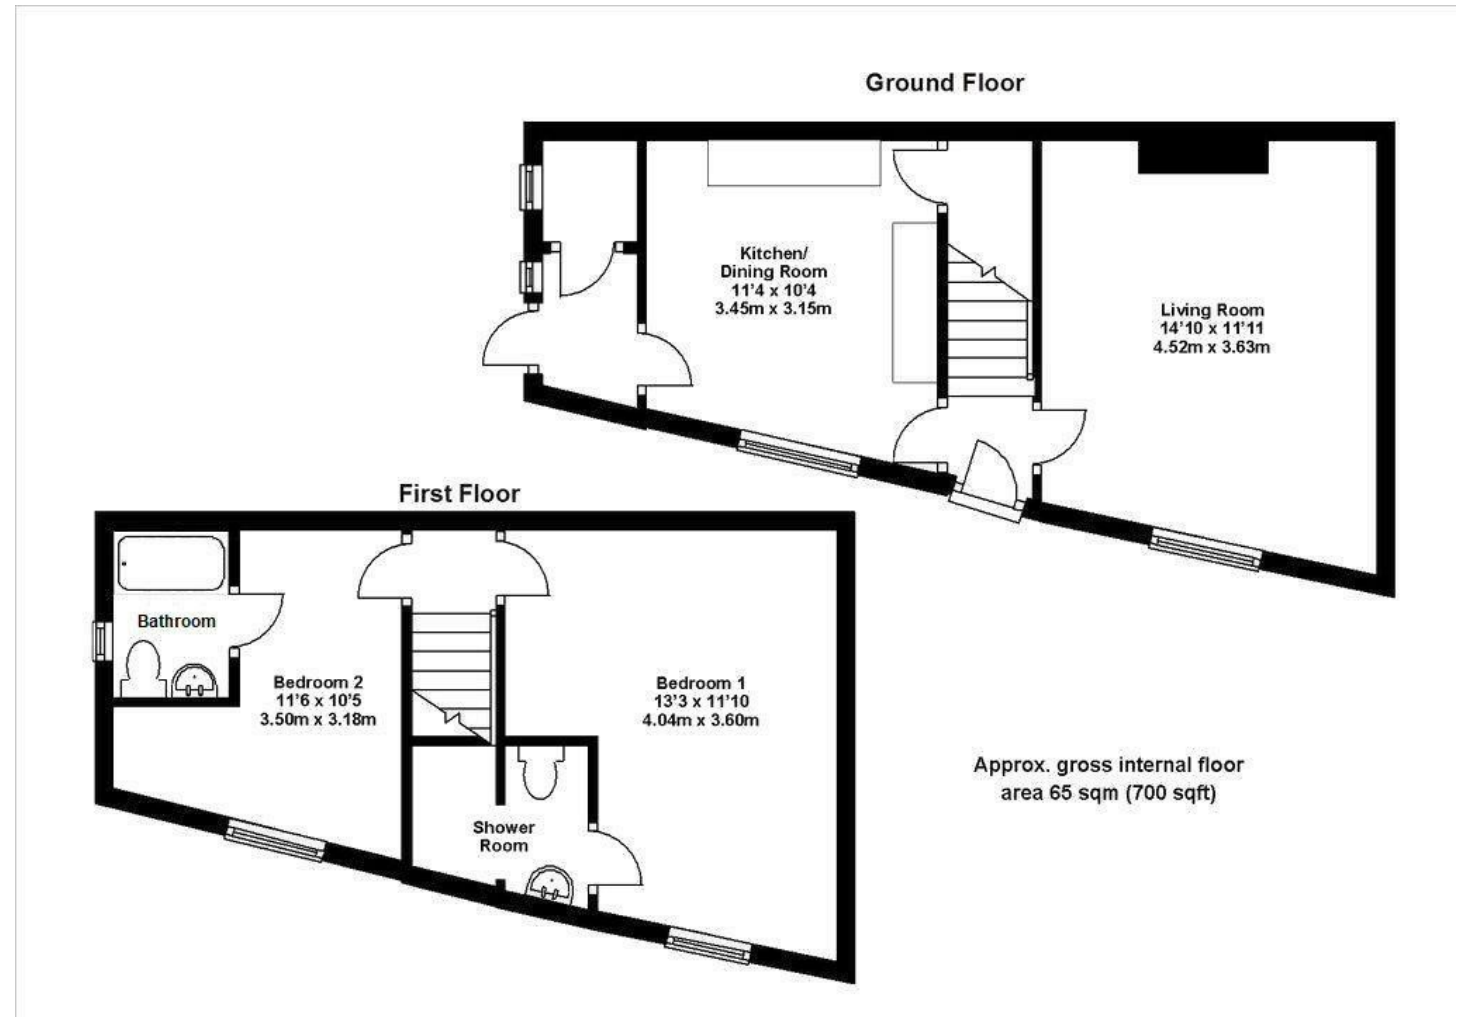 Ground Floor
Kitchen/
Dining Room
11'4 x 10'4
3.45m x 3.15m
Living Room
14'10 x 11'11
4.52m x 3.63m
First Floor
Bathroom
Bedroom 2
11'6 x 10'5
3.50m x 3.18m
Bedroom 1
13'3 x 11'10
4.04m x 3.60m
Shower
Room
Approx. gross internal floor
area 65 sqm (700 sqft)